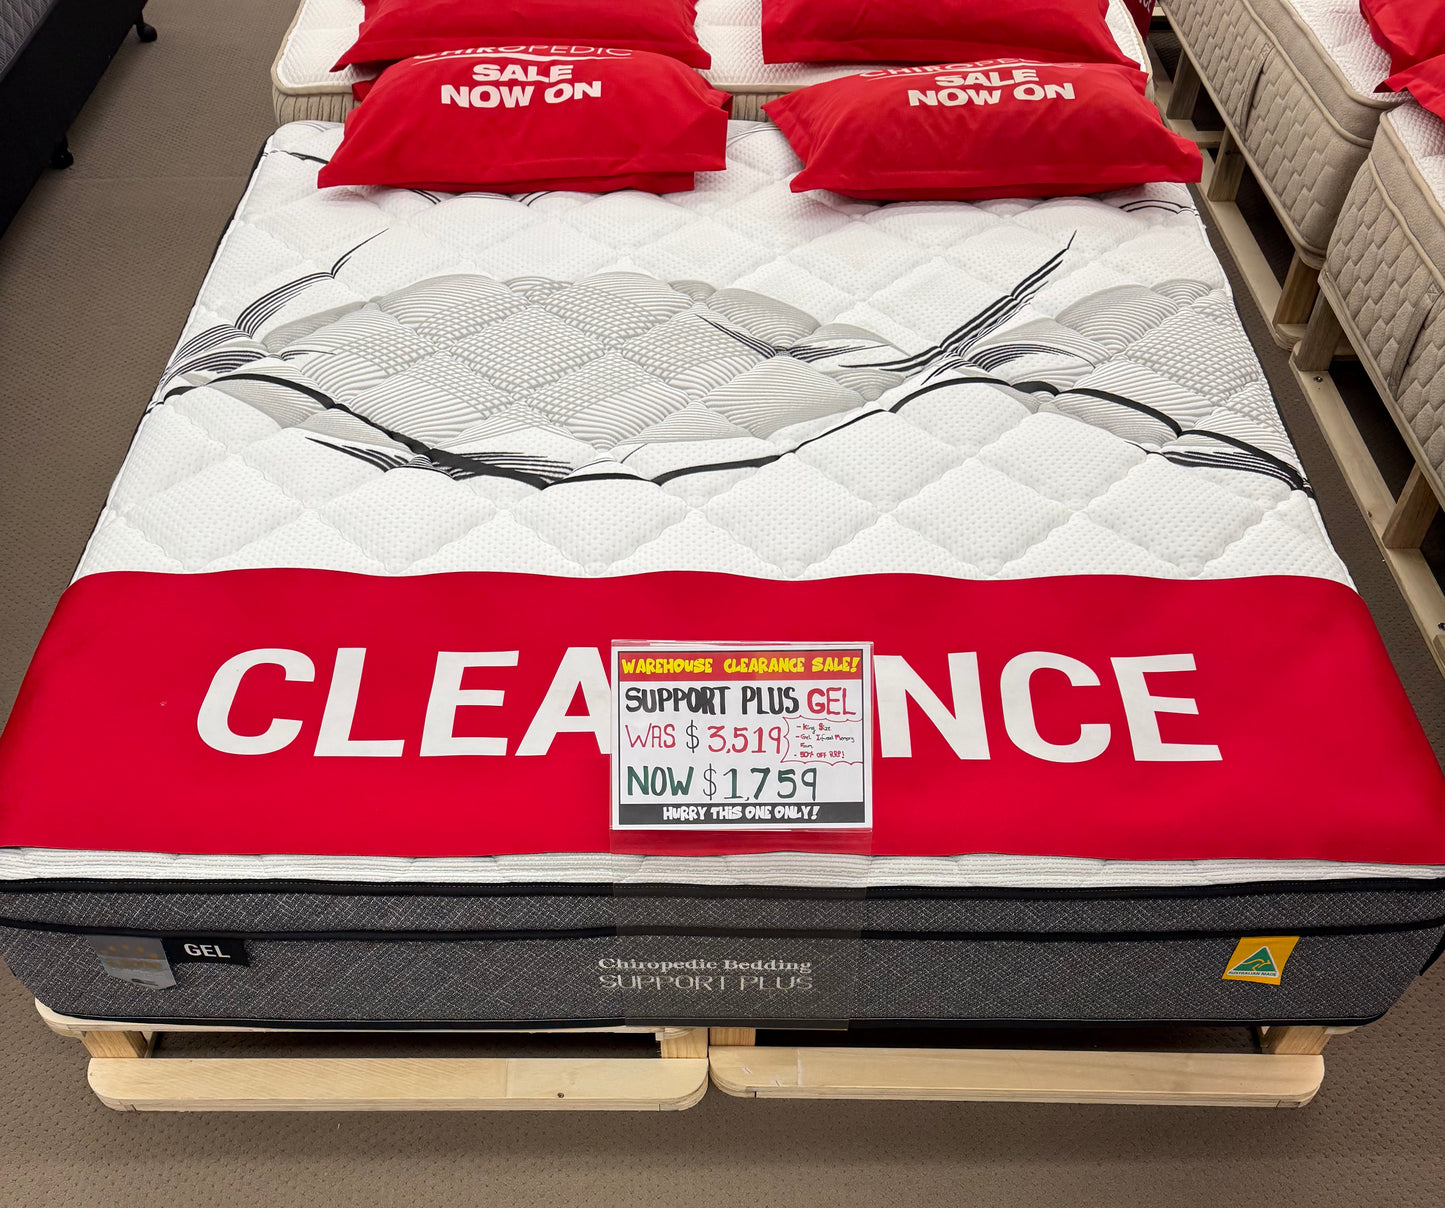 CHIROPEDIC
SALE
NOW ON
CHIROPEDIC
SALE
NOW ON
CLEARANCE
WAREHOUSE CLEARANCE SALE!
SUPPORT PLUS GEL
WAS $3,519
- King Size
- Gel Infused Memory
Foam
- 50% OFF RRP!
NOW $1,759
HURRY THIS ONE ONLY!
GEL
Chiropedic Bedding
SUPPORT PLUS
AUSTRALIAN MADE